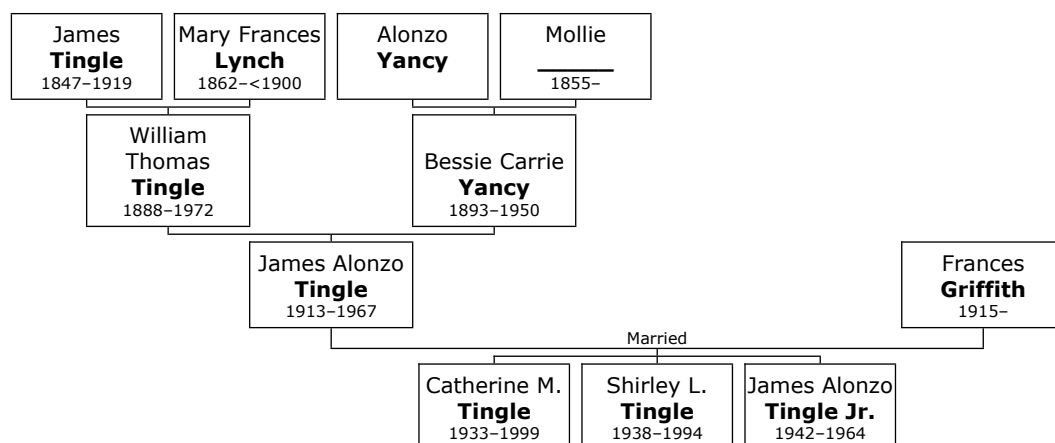 James
Tingle
1847–1919
Mary Frances
Lynch
1862–<1900
Alonzo
Yancy
Mollie
______
1855–
William
Thomas
Tingle
1888–1972
Bessie Carrie
Yancy
1893–1950
James Alonzo
Tingle
1913–1967
Frances
Griffith
1915–
Married
Catherine M.
Tingle
1933–1999
Shirley L.
Tingle
1938–1994
James Alonzo
Tingle Jr.
1942–1964